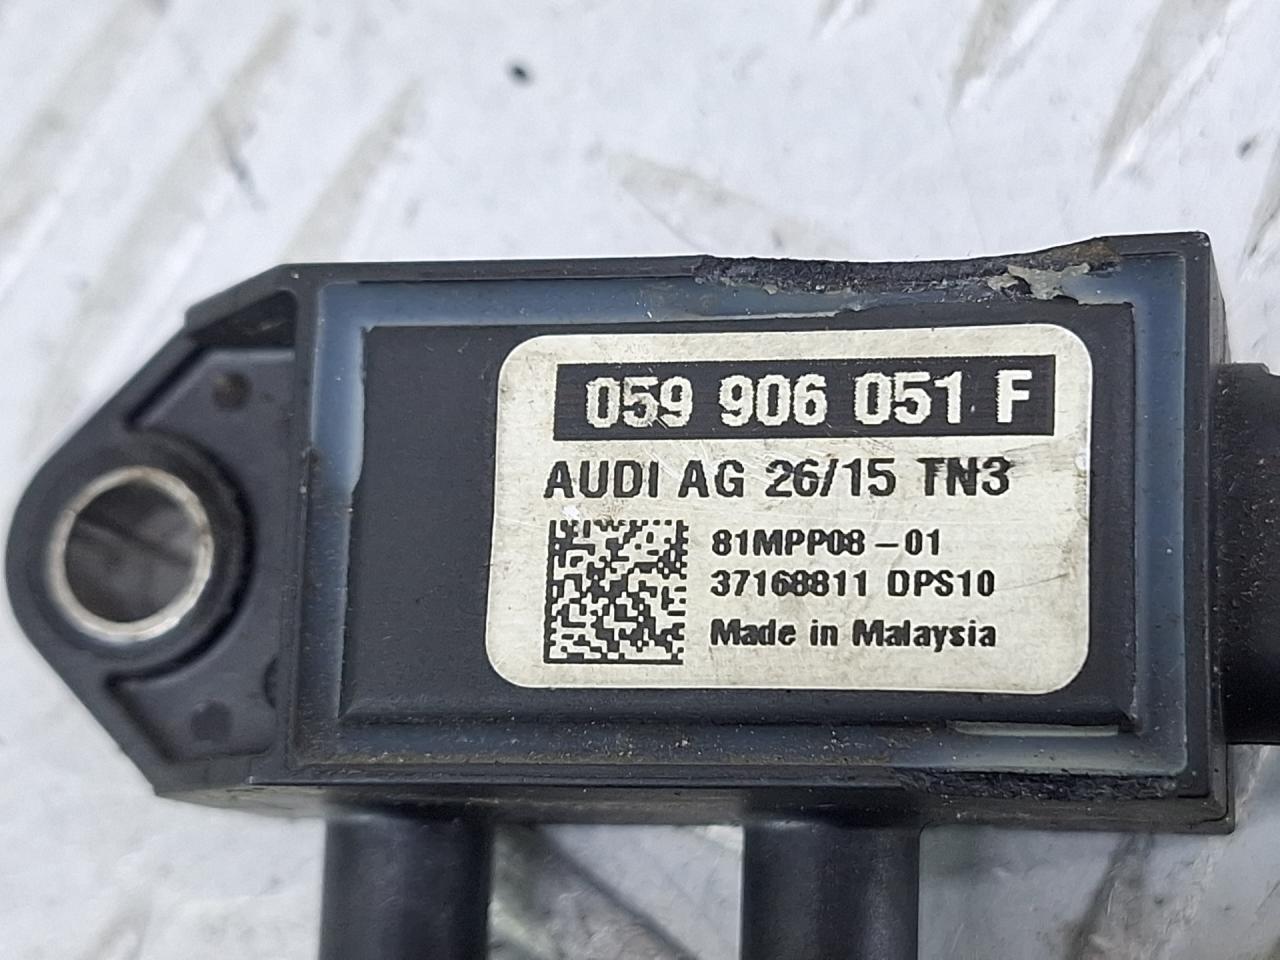 059 906 051 F
AUDI AG 26/15 TN3
81MPP08-01
37168811 DPS10
Made in Malaysia